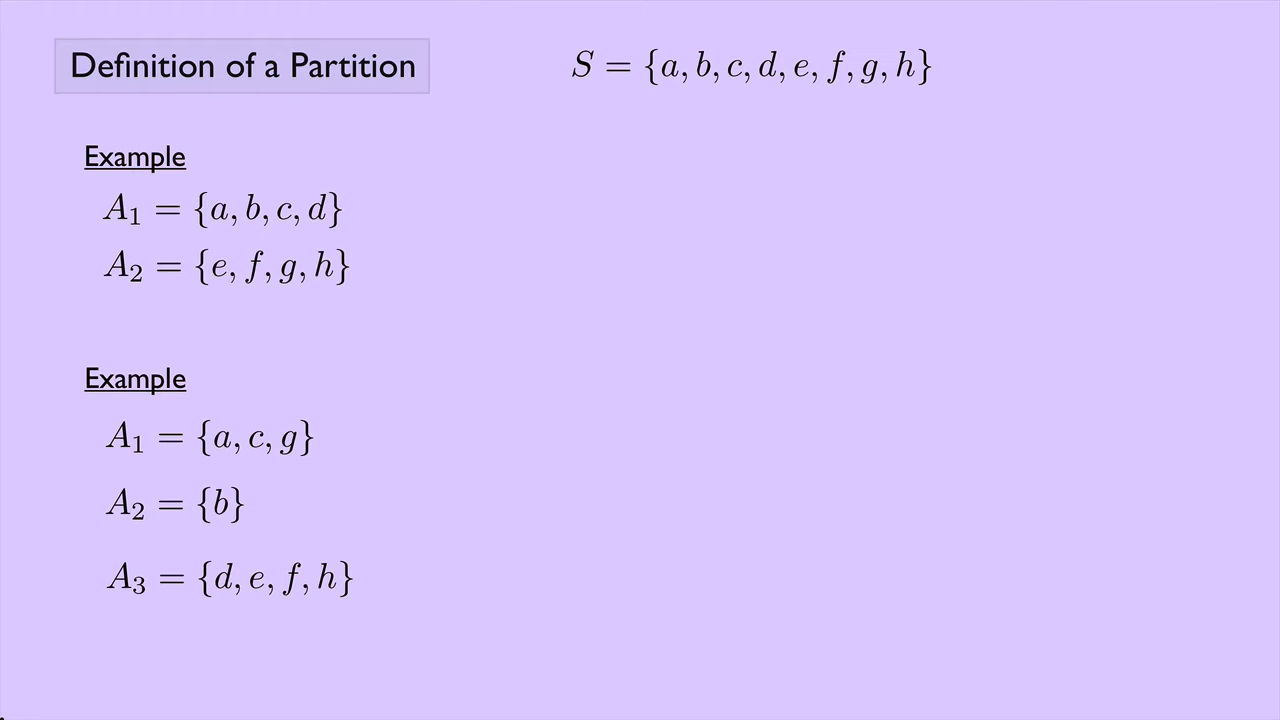 Definition of a Partition
S = {a, b, c, d, e, f, g, h}
Example
A₁ = {a, b, c, d}
A₂ = {e, f, g, h}
Example
A₁ = {a, c, g}
A₂ = {b}
A₃ = {d, e, f, h}